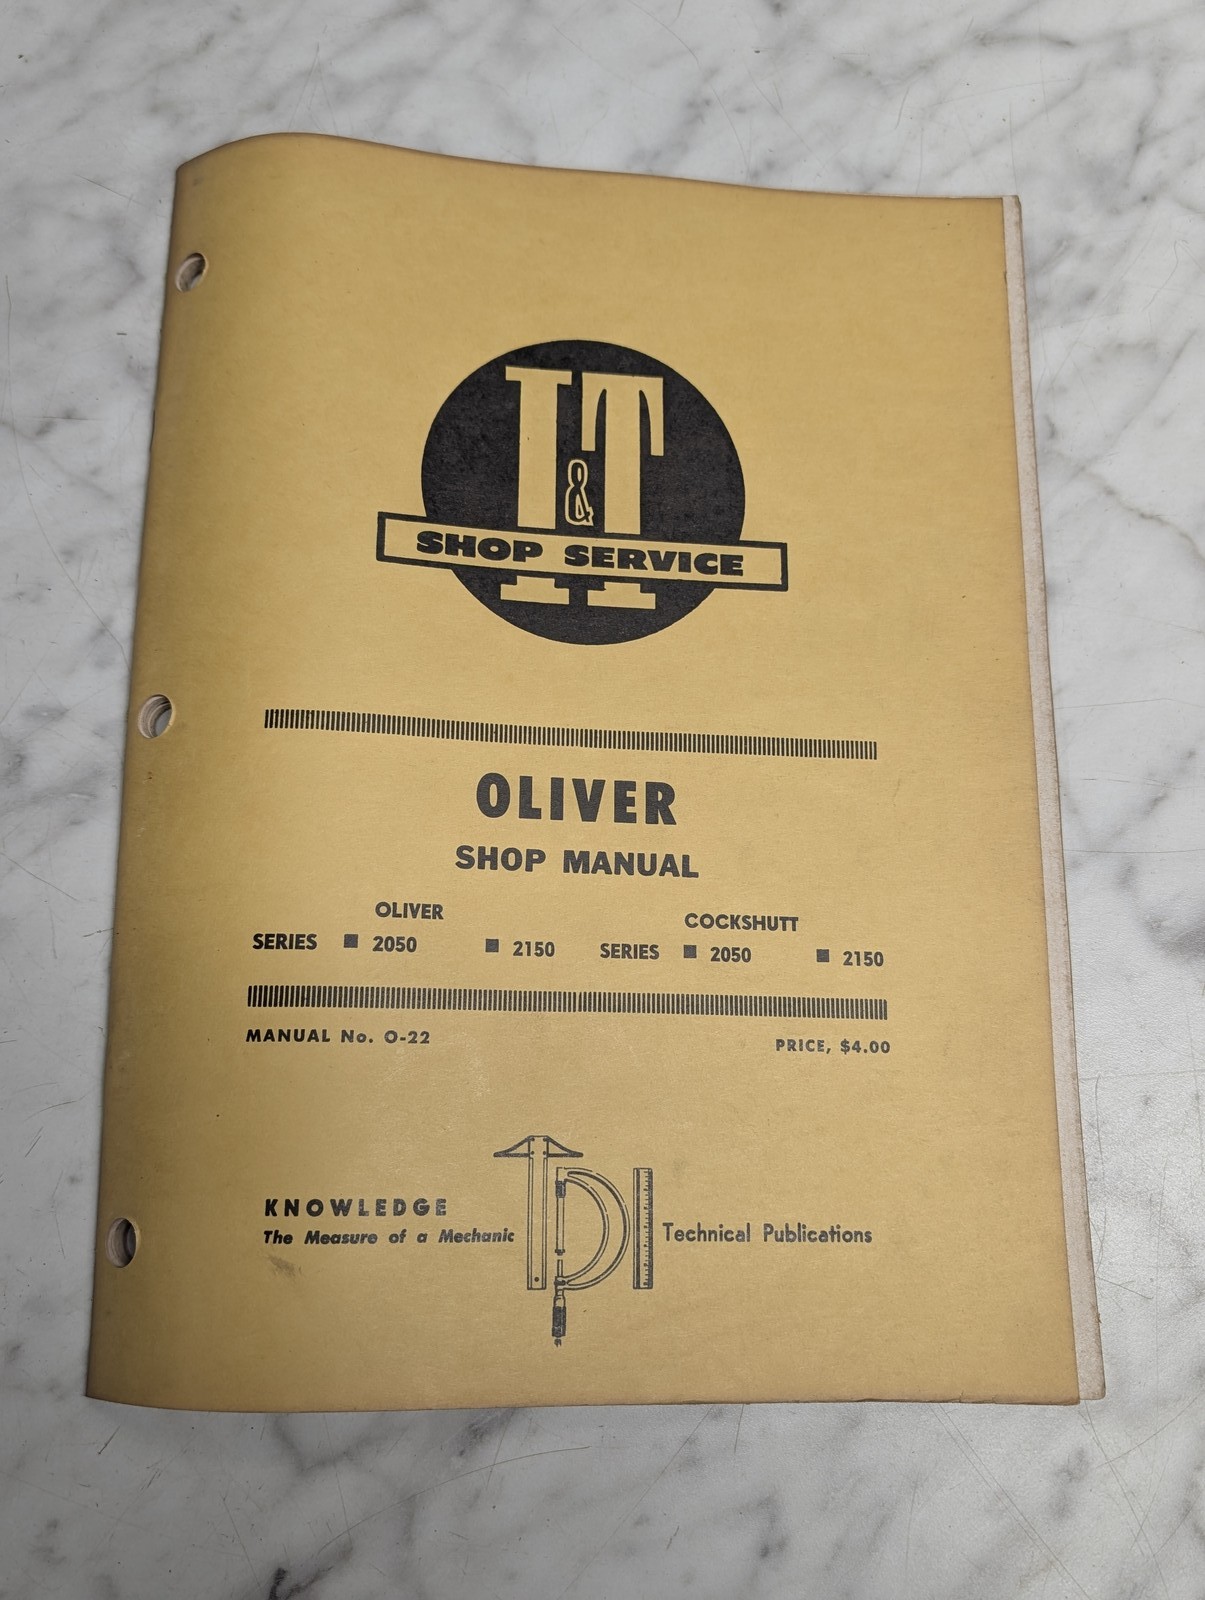 I&T
SHOP SERVICE
OLIVER
SHOP MANUAL
OLIVER COCKSHUTT
SERIES ■ 2050 ■ 2150 SERIES ■ 2050 ■ 2150
MANUAL No. O-22 PRICE, $4.00
KNOWLEDGE
The Measure of a Mechanic TDI Technical Publications